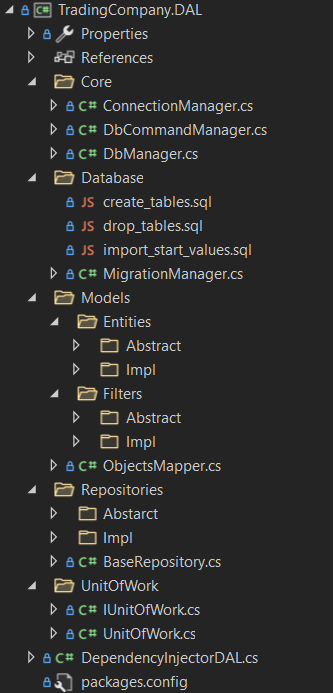 C# TradingCompany.DAL
Properties
References
Core
C# ConnectionManager.cs
C# DbCommandManager.cs
C# DbManager.cs
Database
JS create_tables.sql
JS drop_tables.sql
JS import_start_values.sql
C# MigrationManager.cs
Models
Entities
Abstract
Impl
Filters
Abstract
Impl
C# ObjectsMapper.cs
Repositories
Abstarct
Impl
C# BaseRepository.cs
UnitOfWork
C# IUnitOfWork.cs
C# UnitOfWork.cs
C# DependencyInjectorDAL.cs
packages.config